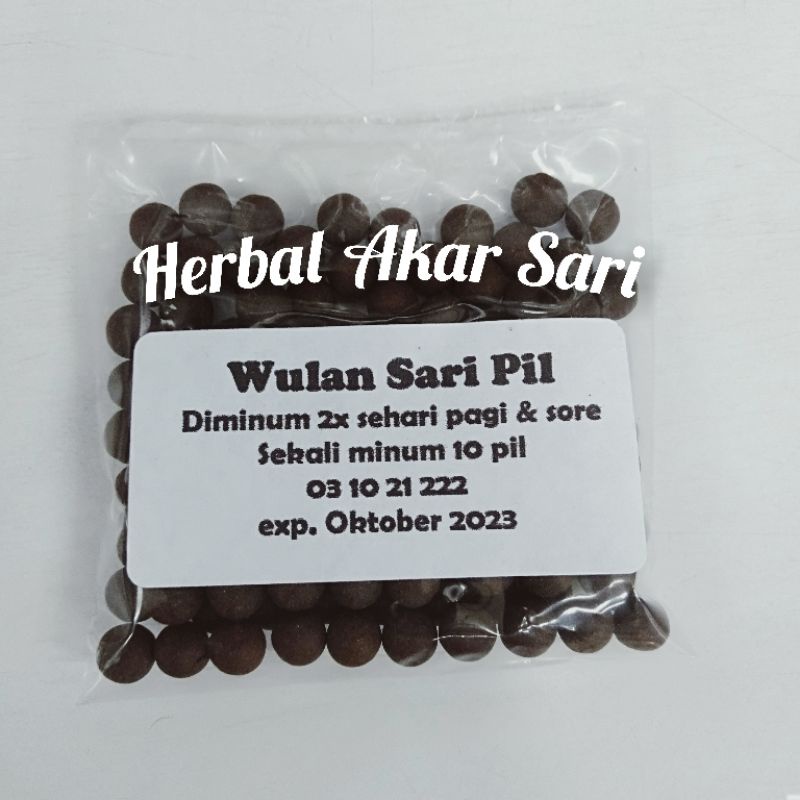 Herbal Akar Sari
Wulan Sari Pil
Diminum 2x sehari pagi & sore
Sekali minum 10 pil
03 10 21 222
exp. Oktober 2023